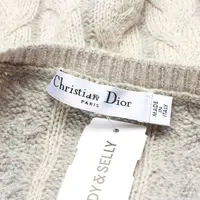 Christian Dior
PARIS
MADE
IN
ITALY
DY & SELLY